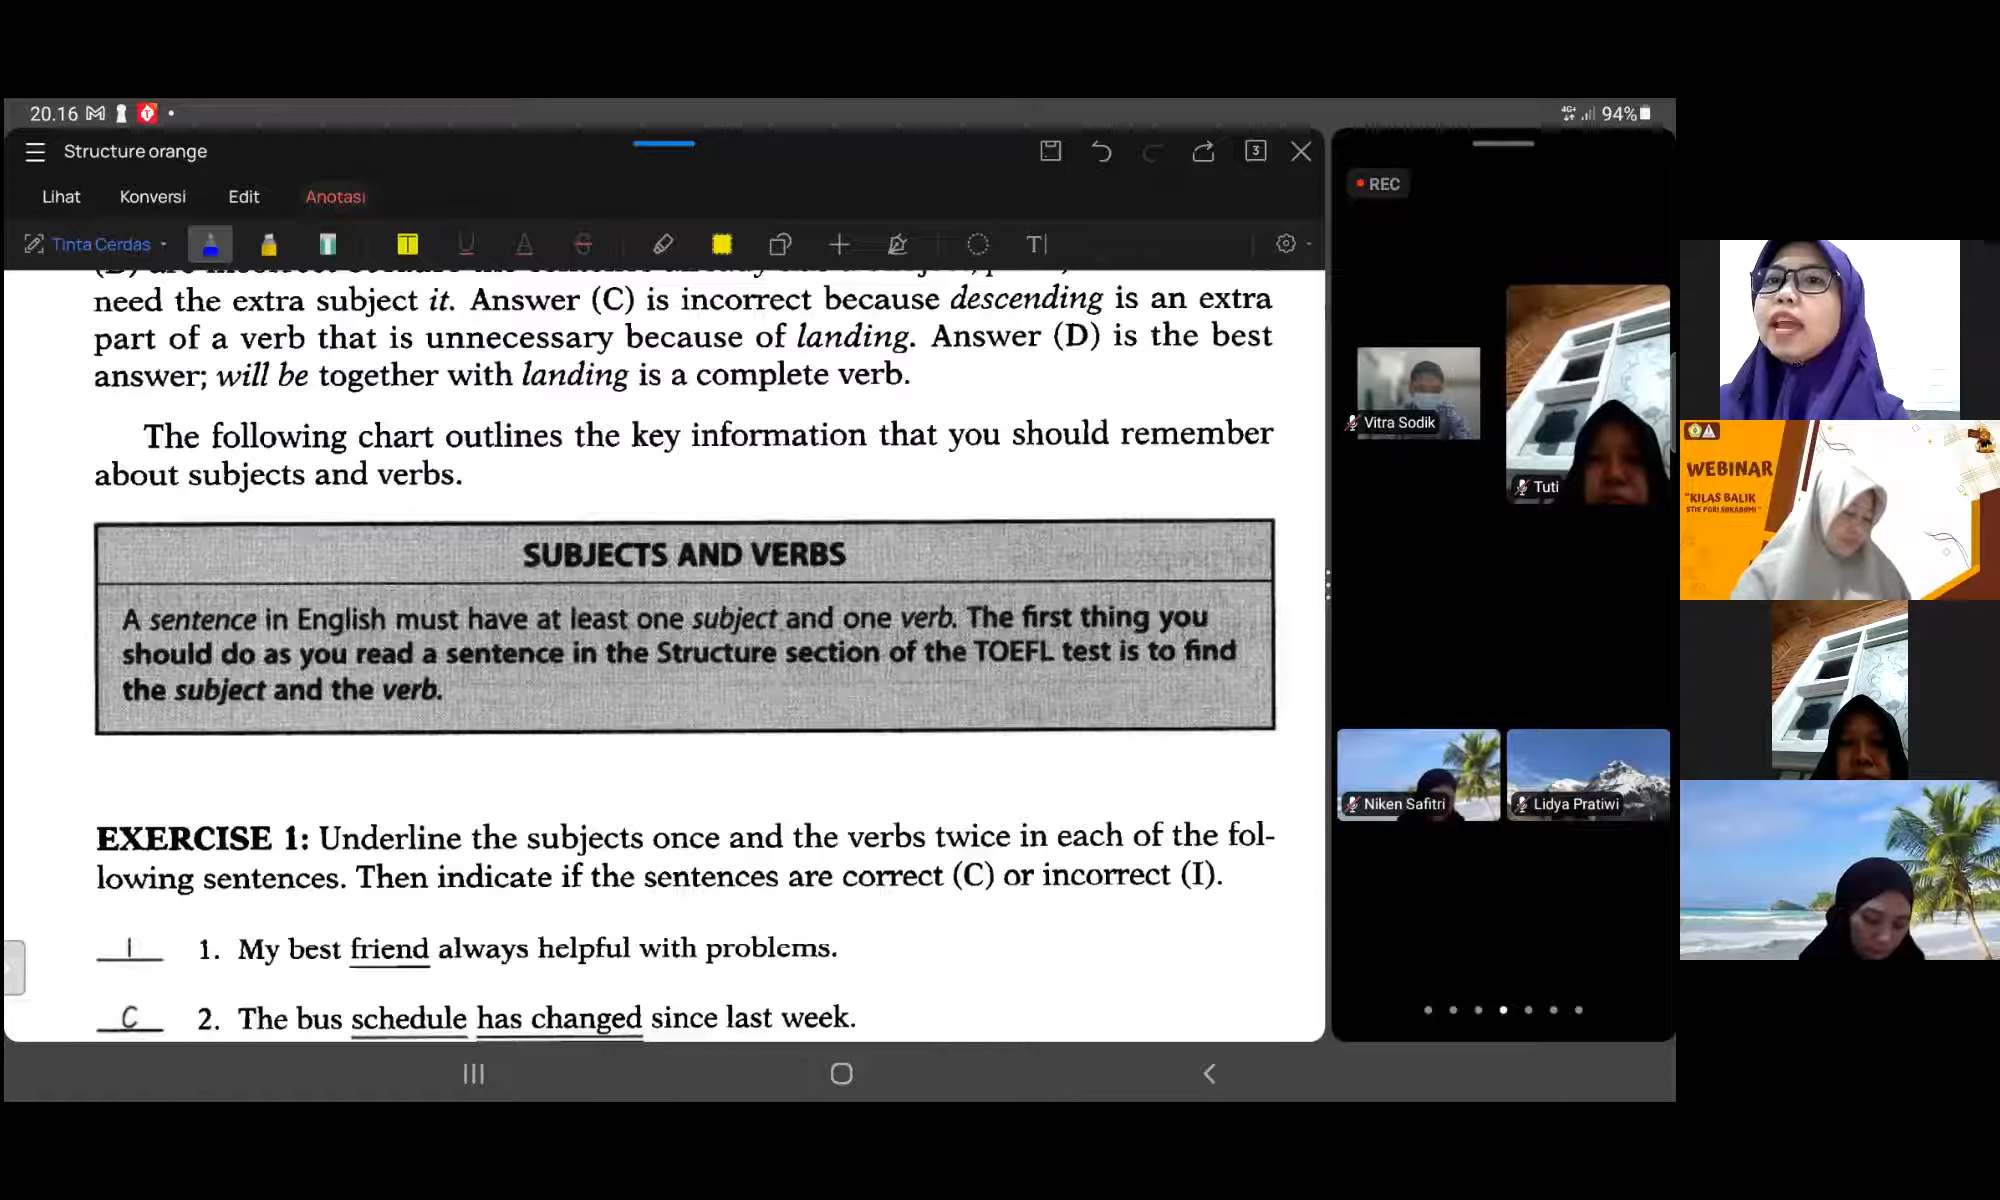 20.16
94%
Structure orange
3
Lihat Konversi Edit Anotasi
Tinta Cerdas
need the extra subject it. Answer (C) is incorrect because descending is an extra
part of a verb that is unnecessary because of landing. Answer (D) is the best
answer; will be together with landing is a complete verb.
The following chart outlines the key information that you should remember
about subjects and verbs.
SUBJECTS AND VERBS
A sentence in English must have at least one subject and one verb. The first thing you
should do as you read a sentence in the Structure section of the TOEFL test is to find
the subject and the verb.
EXERCISE 1: Underline the subjects once and the verbs twice in each of the fol-
lowing sentences. Then indicate if the sentences are correct (C) or incorrect (I).
I 1. My best friend always helpful with problems.
C 2. The bus schedule has changed since last week.
REC
Vitra Sodik
Tuti
Niken Safitri
Lidya Pratiwi
WEBINAR
"KILAS BALIK
STIE PGRI SUKABUMI"